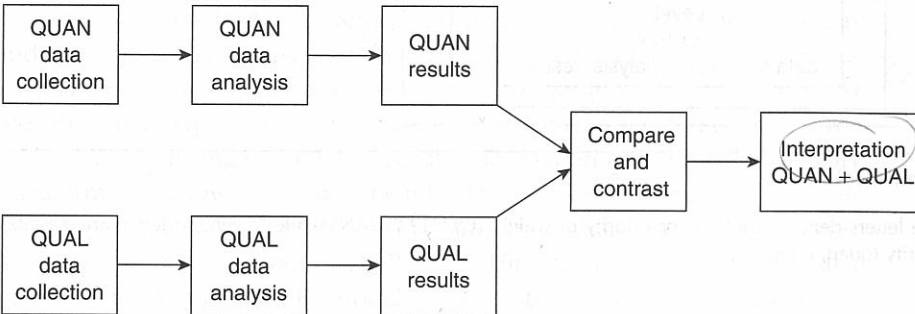 QUAN
data
collection
QUAN
data
analysis
QUAN
results
Compare
and
contrast
Interpretation
QUAN + QUAL
QUAL
data
collection
QUAL
data
analysis
QUAL
results